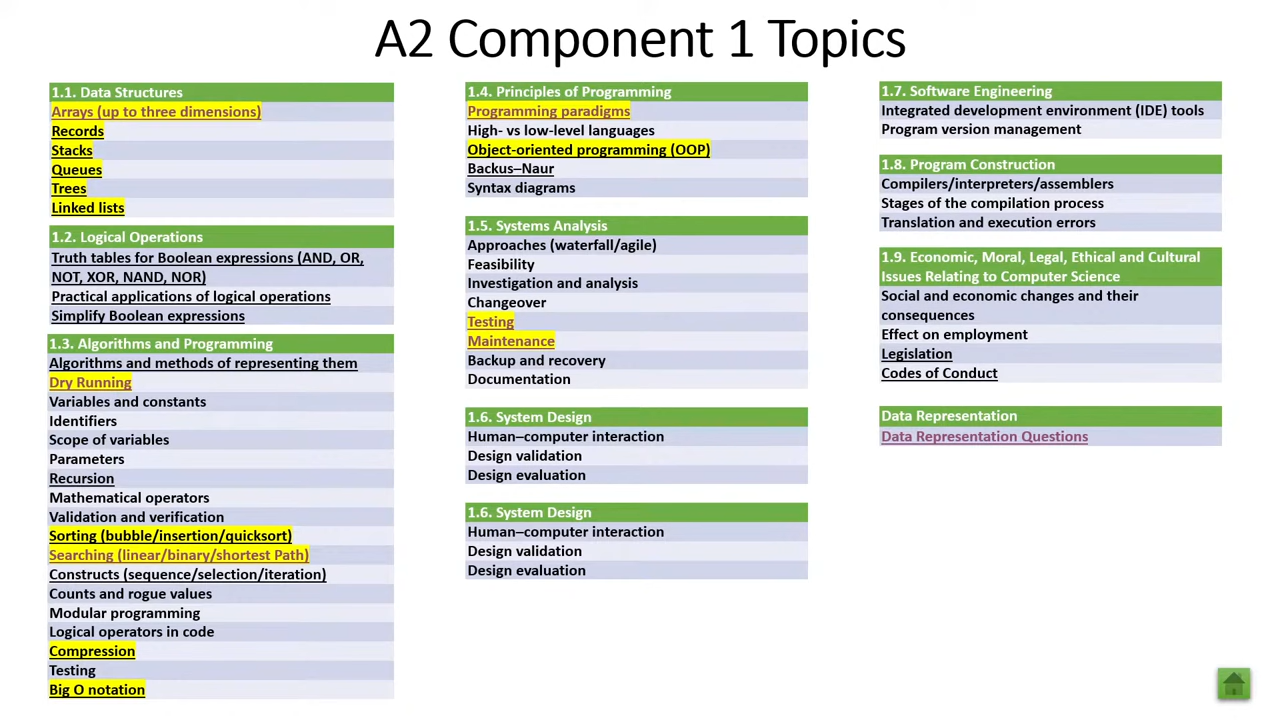 A2 Component 1 Topics
1.1. Data Structures
Arrays (up to three dimensions)
Records
Stacks
Queues
Trees
Linked lists
1.2. Logical Operations
Truth tables for Boolean expressions (AND, OR,
NOT, XOR, NAND, NOR)
Practical applications of logical operations
Simplify Boolean expressions
1.3. Algorithms and Programming
Algorithms and methods of representing them
Dry Running
Variables and constants
Identifiers
Scope of variables
Parameters
Recursion
Mathematical operators
Validation and verification
Sorting (bubble/insertion/quicksort)
Searching (linear/binary/shortest Path)
Constructs (sequence/selection/iteration)
Counts and rogue values
Modular programming
Logical operators in code
Compression
Testing
Big O notation
1.4. Principles of Programming
Programming paradigms
High- vs low-level languages
Object-oriented programming (OOP)
Backus–Naur
Syntax diagrams
1.5. Systems Analysis
Approaches (waterfall/agile)
Feasibility
Investigation and analysis
Changeover
Testing
Maintenance
Backup and recovery
Documentation
1.6. System Design
Human–computer interaction
Design validation
Design evaluation
1.6. System Design
Human–computer interaction
Design validation
Design evaluation
1.7. Software Engineering
Integrated development environment (IDE) tools
Program version management
1.8. Program Construction
Compilers/interpreters/assemblers
Stages of the compilation process
Translation and execution errors
1.9. Economic, Moral, Legal, Ethical and Cultural
Issues Relating to Computer Science
Social and economic changes and their
consequences
Effect on employment
Legislation
Codes of Conduct
Data Representation
Data Representation Questions